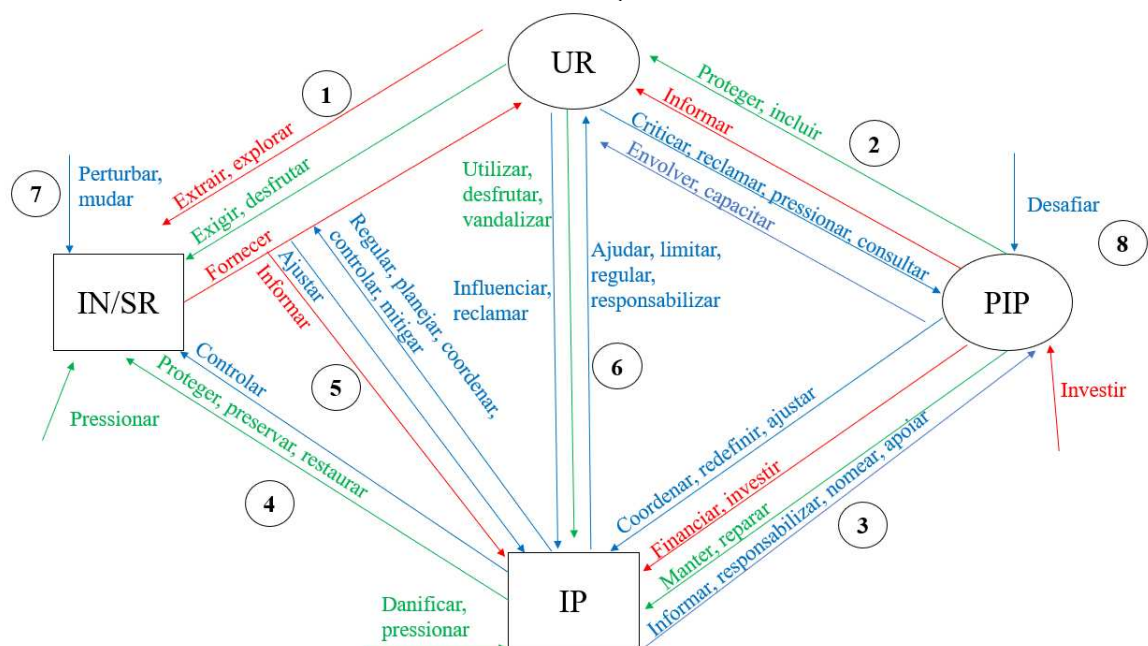 UR
1
Extrair, explorar
Exigir, desfrutar
Fornecer
Proteger, incluir
Informar
2
Criticar, reclamar, pressionar, consultar
Envolver, capacitar
7
Perturbar,
mudar
Utilizar,
desfrutar,
vandalizar
Desafiar
8
IN/SR
Informar
Ajustar
Regular, planejar, coordenar,
controlar, mitigar
Influenciar,
reclamar
Ajudar, limitar,
regular,
responsabilizar
PIP
5
6
Controlar
Proteger, preservar, restaurar
Pressionar
4
Investir
Coordenar, redefinir, ajustar
Financiar, investir
Manter, reparar
Informar, responsabilizar, nomear, apoiar
3
Danificar,
pressionar
IP